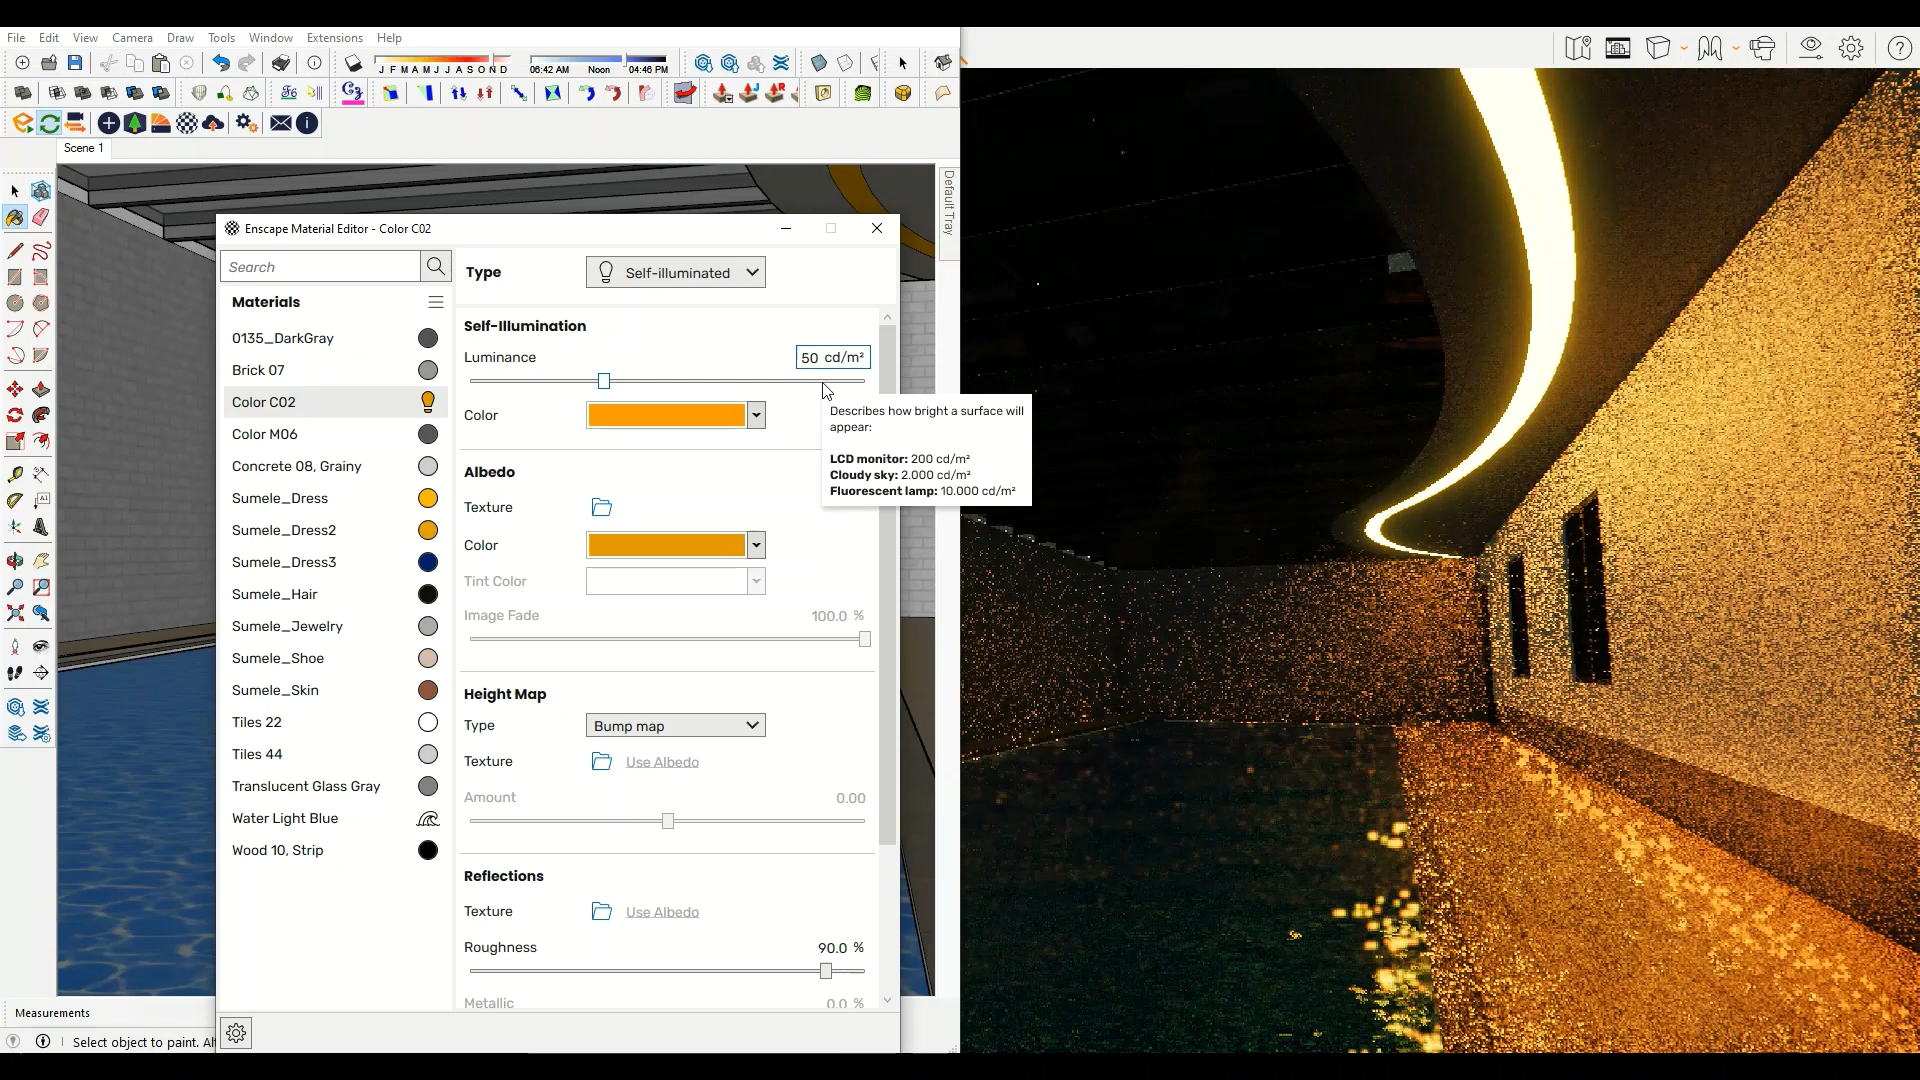 File Edit View Camera Draw Tools Window Extensions Help
J F M A M J J A S O N D 06:42 AM Noon 04:46 PM
Scene 1
Default Tray
Enscape Material Editor - Color C02
Search
Type Self-illuminated
Materials
0135_DarkGray
Brick 07
Color C02
Color M06
Concrete 08, Grainy
Sumele_Dress
Sumele_Dress2
Sumele_Dress3
Sumele_Hair
Sumele_Jewelry
Sumele_Shoe
Sumele_Skin
Tiles 22
Tiles 44
Translucent Glass Gray
Water Light Blue
Wood 10, Strip
Self-Illumination
Luminance 50 cd/m²
Color
Describes how bright a surface will
appear:
LCD monitor: 200 cd/m²
Cloudy sky: 2.000 cd/m²
Fluorescent lamp: 10.000 cd/m²
Albedo
Texture
Color
Tint Color
Image Fade 100.0 %
Height Map
Type Bump map
Texture Use Albedo
Amount 0.00
Reflections
Texture Use Albedo
Roughness 90.0 %
Metallic 0.0 %
Measurements
Select object to paint.